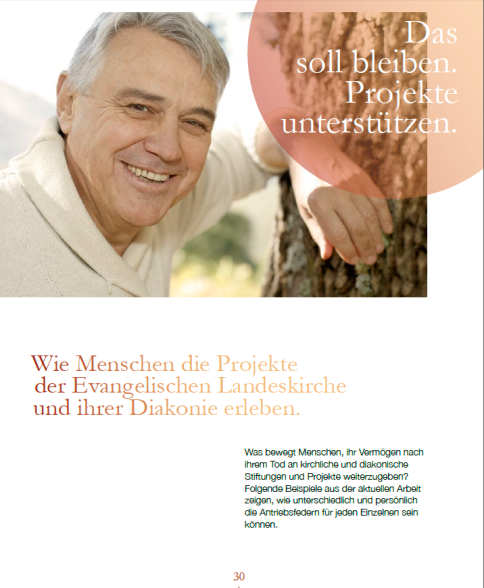 Das
soll bleiben.
Projekte
unterstützen.
Wie Menschen die Projekte
der Evangelischen Landeskirche
und ihrer Diakonie erleben.
Was bewegt Menschen, ihr Vermögen nach
ihrem Tod an kirchliche und diakonische
Stiftungen und Projekte weiterzugeben?
Folgende Beispiele aus der aktuellen Arbeit
zeigen, wie unterschiedlich und persönlich
die Antriebsfedern für jeden Einzelnen sein
können.
30